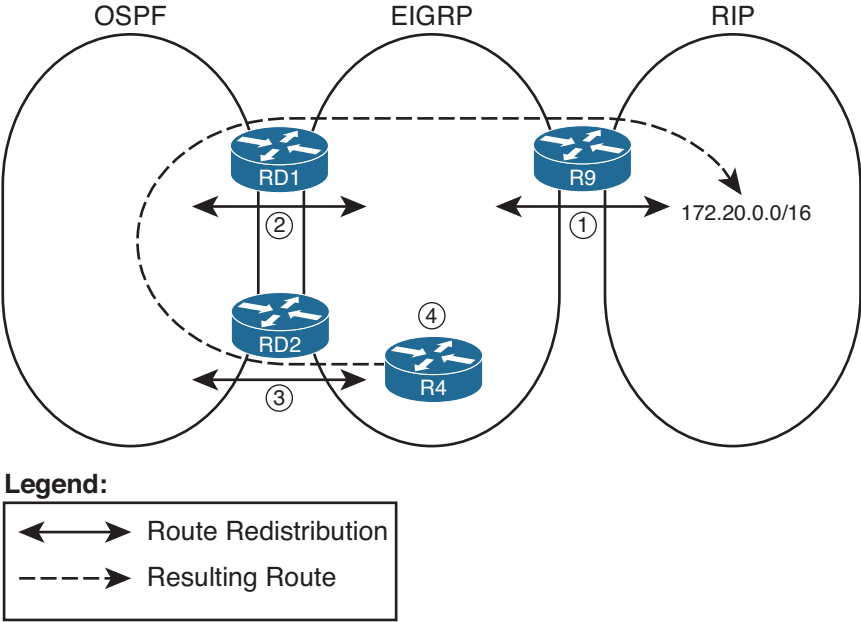 OSPF
EIGRP
RIP
RD1
R9
172.20.0.0/16
②
①
RD2
④
R4
③
Legend:
Route Redistribution
Resulting Route